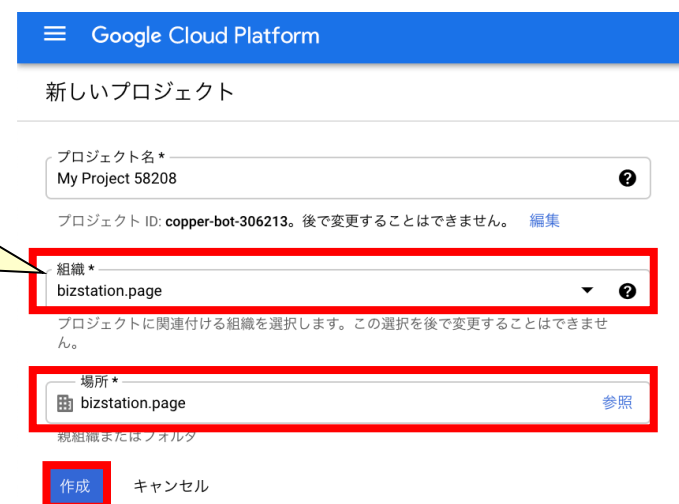 Google Cloud Platform
新しいプロジェクト
プロジェクト名 *
My Project 58208
プロジェクト ID: copper-bot-306213。後で変更することはできません。 編集
組織 *
bizstation.page
プロジェクトに関連付ける組織を選択します。この選択を後で変更することはできませ
ん。
場所 *
bizstation.page 参照
親組織またはフォルダ
作成 キャンセル